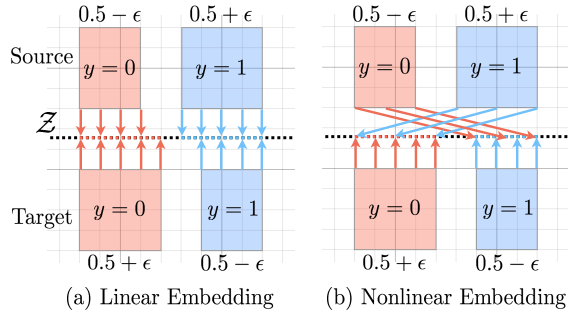 0.5 − ϵ 0.5 + ϵ 0.5 − ϵ 0.5 + ϵ
Source y = 0 y = 1 y = 0 y = 1
𝒵
Target y = 0 y = 1 y = 0 y = 1
0.5 + ϵ 0.5 − ϵ 0.5 + ϵ 0.5 − ϵ
(a) Linear Embedding (b) Nonlinear Embedding